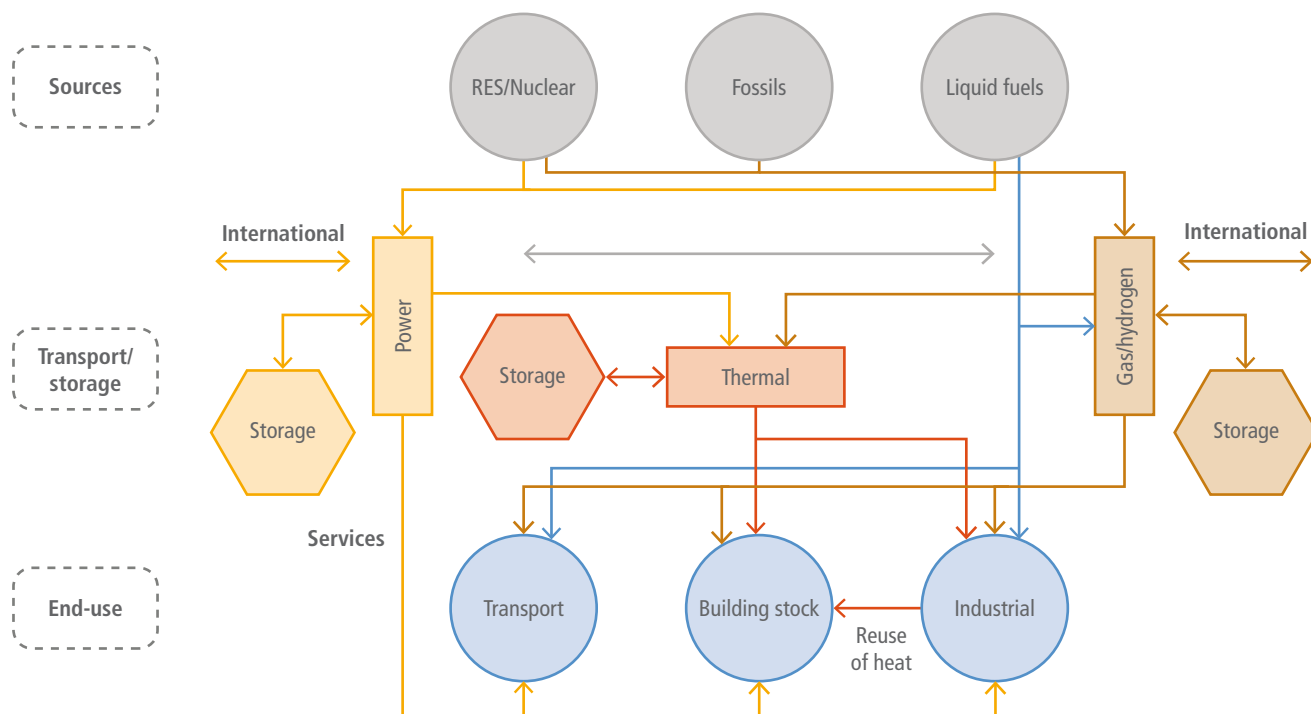 Sources
RES/Nuclear
Fossils
Liquid fuels
International
International
Power
Gas/hydrogen
Transport/
storage
Storage
Thermal
Storage
Storage
Services
End-use
Transport
Building stock
Industrial
Reuse
of heat